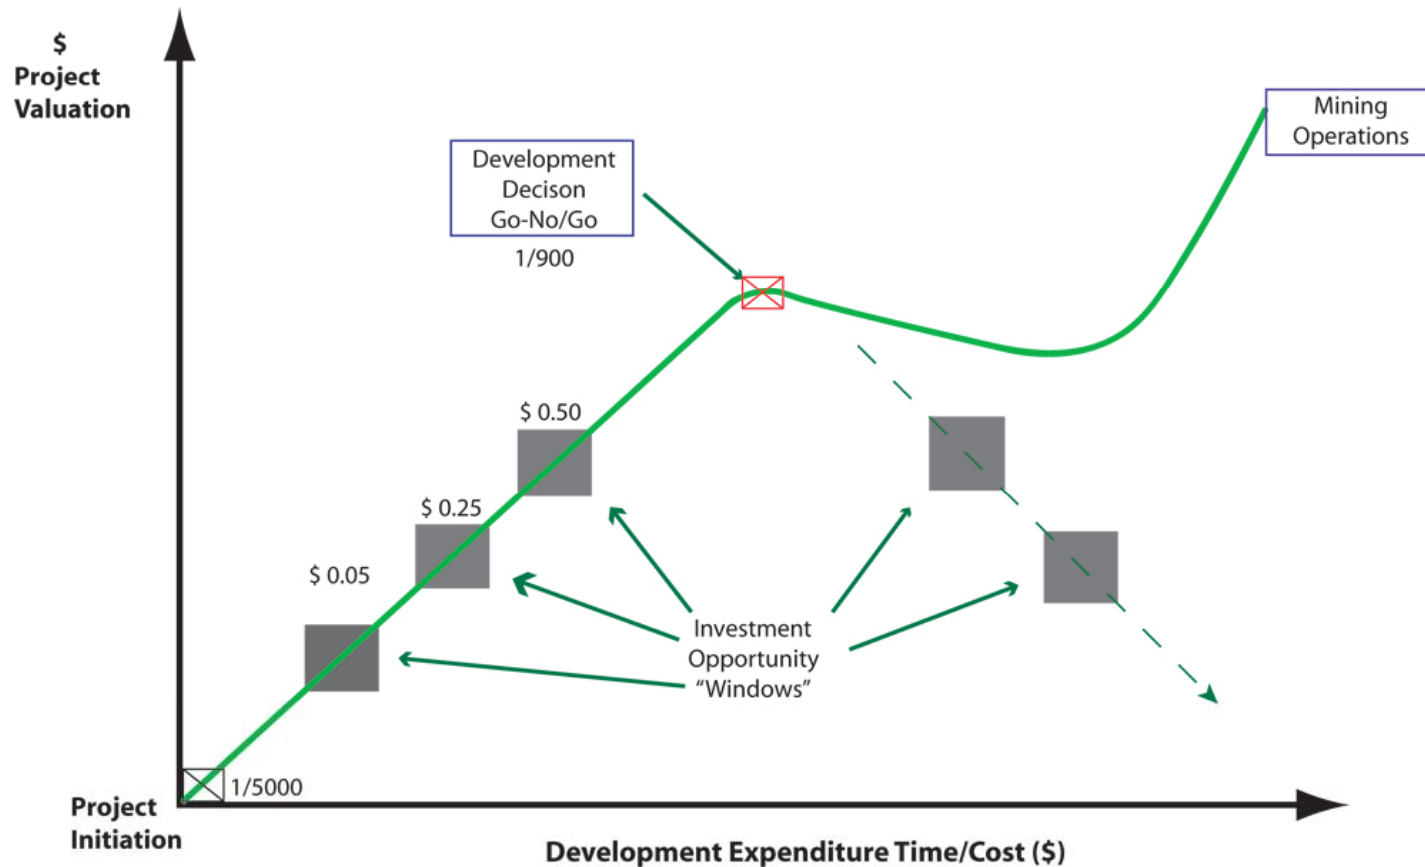 $
Project
Valuation
Mining
Operations
Development
Decison
Go-No/Go
1/900
$ 0.50
$ 0.25
$ 0.05
Investment
Opportunity
“Windows”
1/5000
Project
Initiation
Development Expenditure Time/Cost ($)